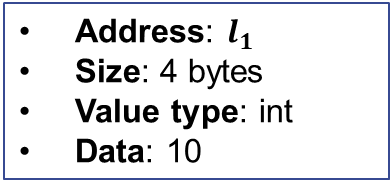 • Address: l₁
• Size: 4 bytes
• Value type: int
• Data: 10